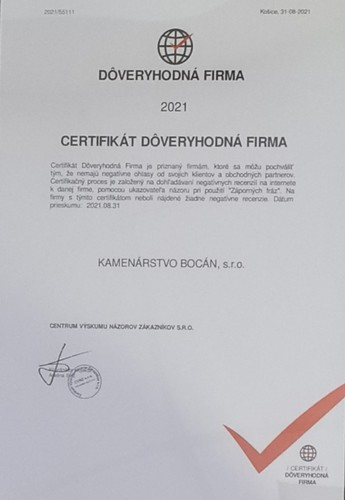 2021/55111
Košice, 31-08-2021
DÔVERYHODNÁ FIRMA
2021
CERTIFIKÁT DÔVERYHODNÁ FIRMA
Certifikát Dôveryhodná Firma je priznaný firmám, ktoré sa môžu pochváliť
tým, že nemajú negatívne ohlasy od svojich klientov a obchodných partnerov.
Certifikačný proces je založený na dohľadávaní negatívnych recenzií na internete
k danej firme, pomocou ukazovateľa názoru pri použití "Záporných fráz". Na
firmy s týmto certifikátom neboli nájdené žiadne negatívne recenzie. Dátum
prieskumu: 2021.08.31
KAMENÁRSTVO BOCÁN, s.r.o.
CENTRUM VÝSKUMU NÁZOROV ZÁKAZNÍKOV S.R.O.
/ CERTIFIKÁT /
DÔVERYHODNÁ
FIRMA